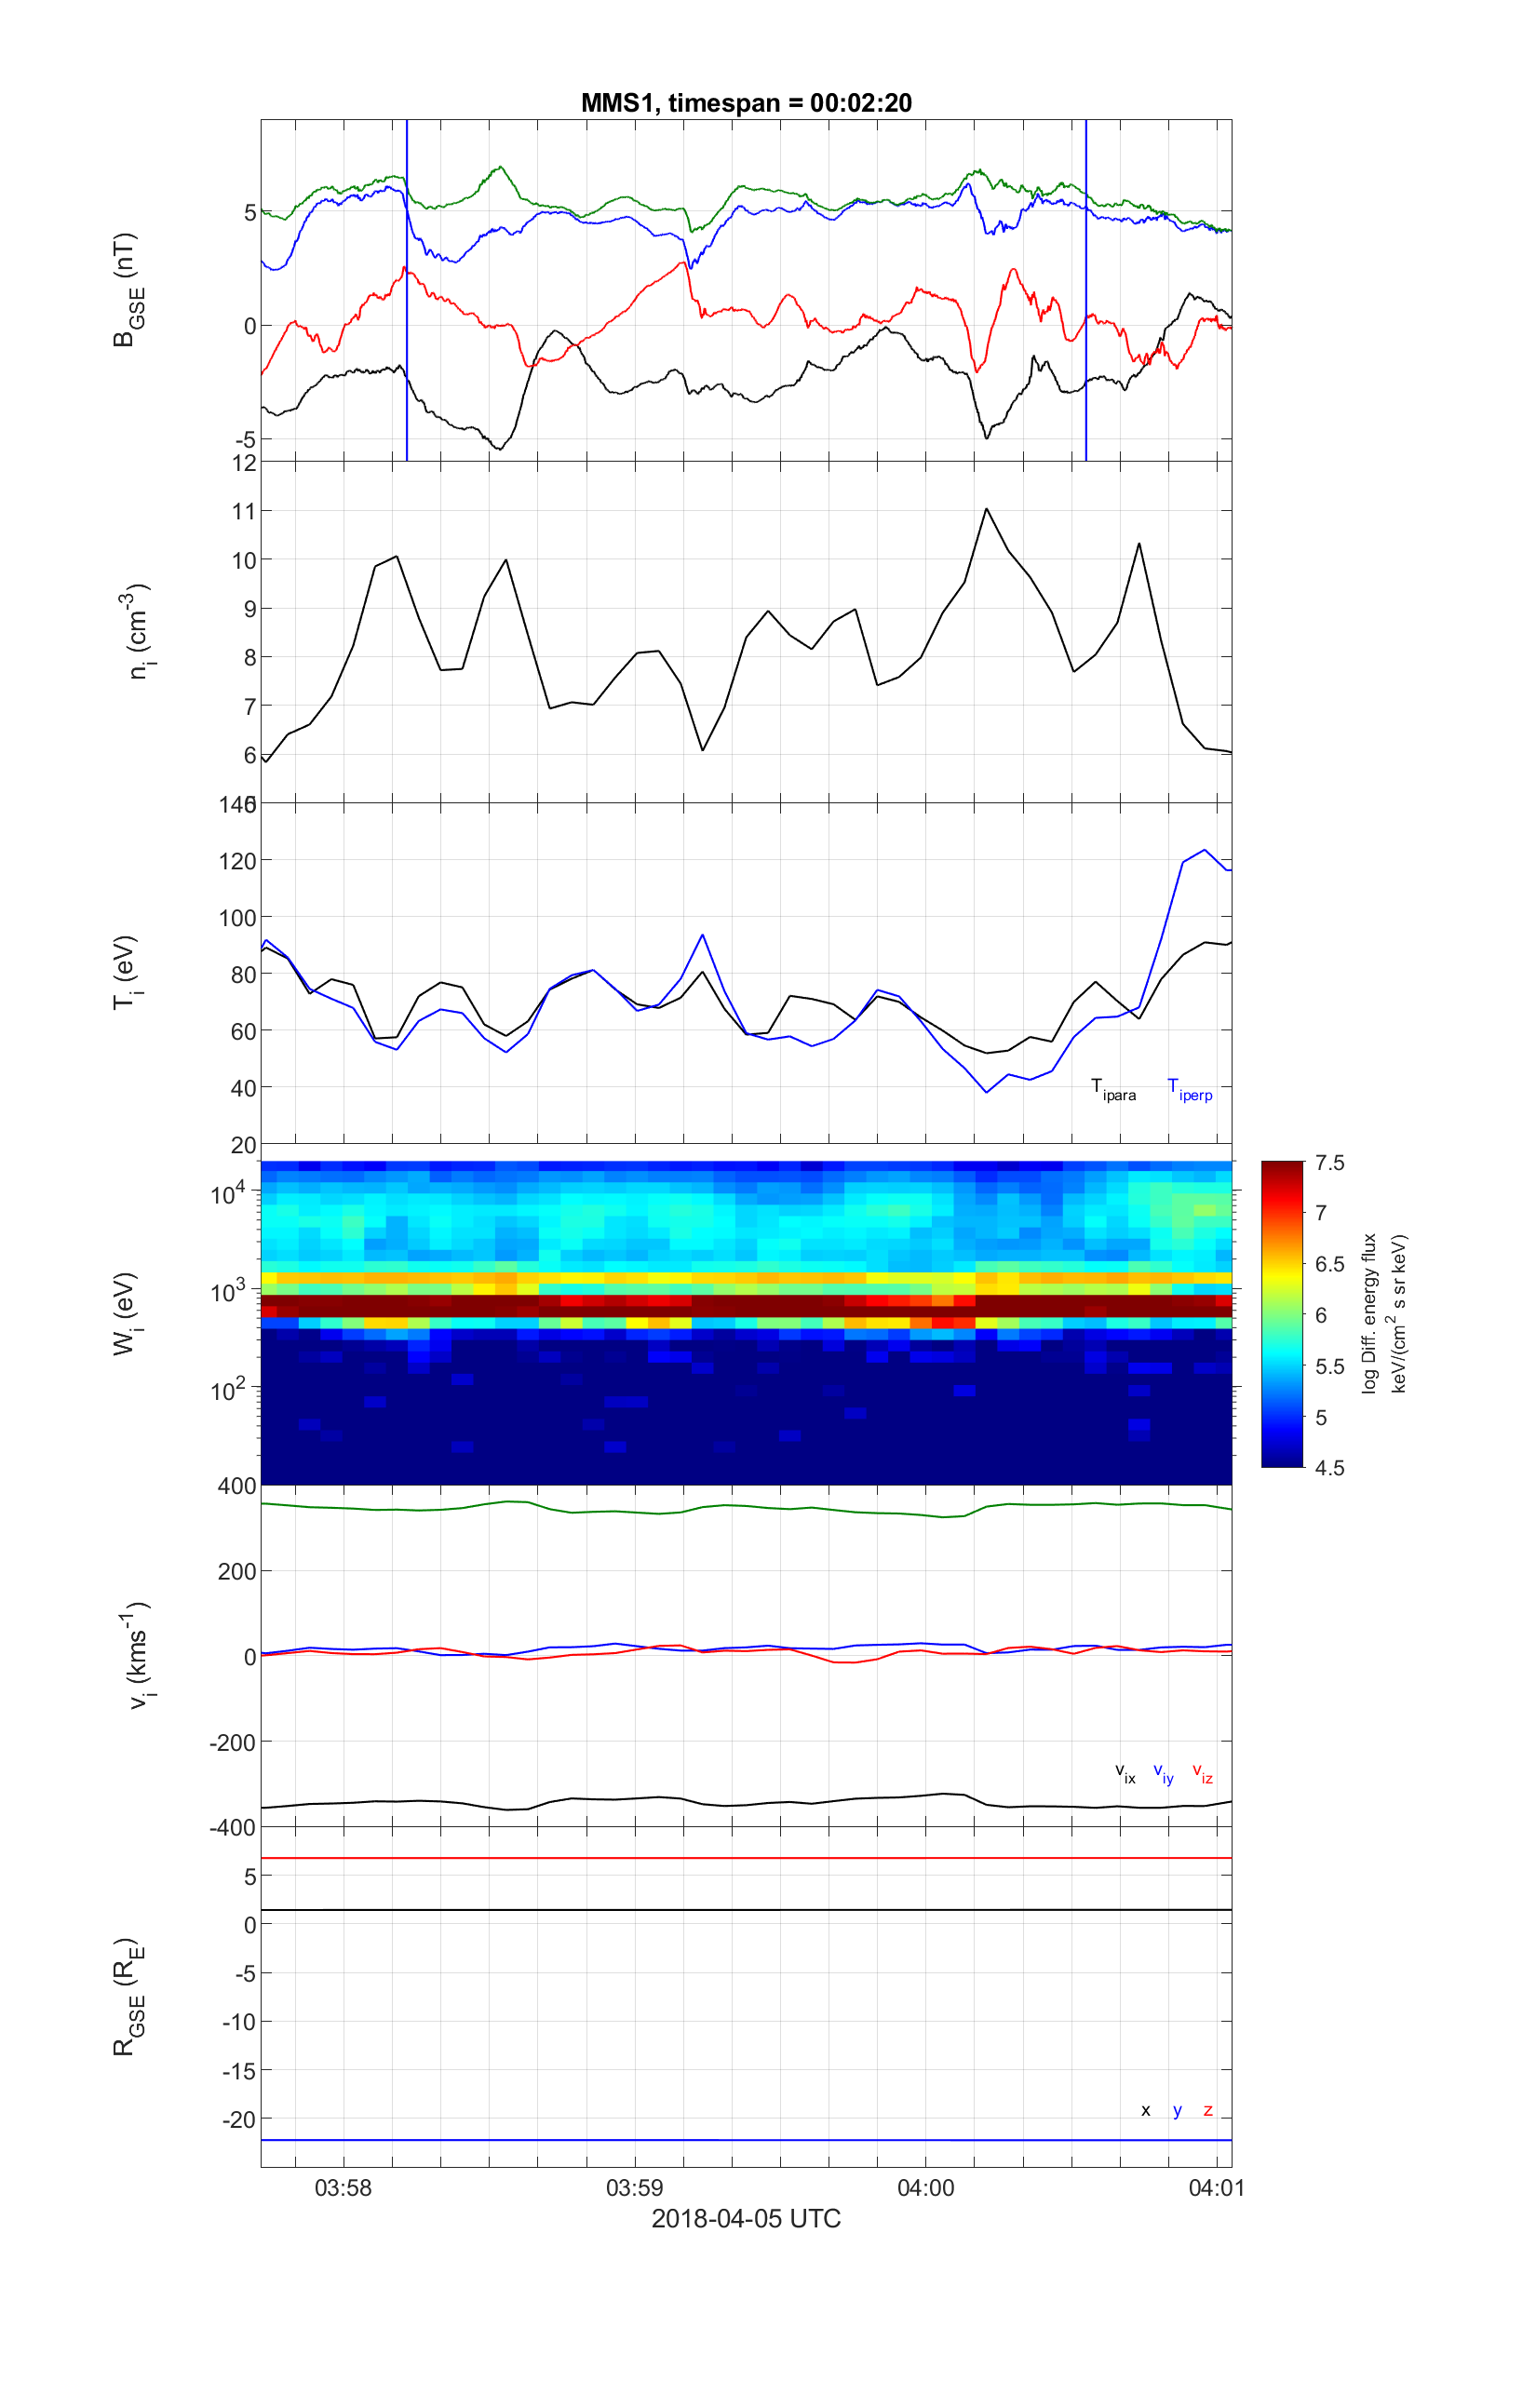 MMS1, timespan = 00:02:20
B_GSE (nT)
5
0
-5
n_i (cm^-3)
12
11
10
9
8
7
6
T_i (eV)
120
100
80
60
40
20
T_ipara T_iperp
W_i (eV)
10^4
10^3
10^2
7.5
7
6.5
6
5.5
5
4.5
log Diff. energy flux
keV/(cm^2 s sr keV)
v_i (kms^-1)
400
200
0
-200
-400
v_ix v_iy v_iz
R_GSE (R_E)
5
0
-5
-10
-15
-20
x y z
03:58 03:59 04:00 04:01
2018-04-05 UTC